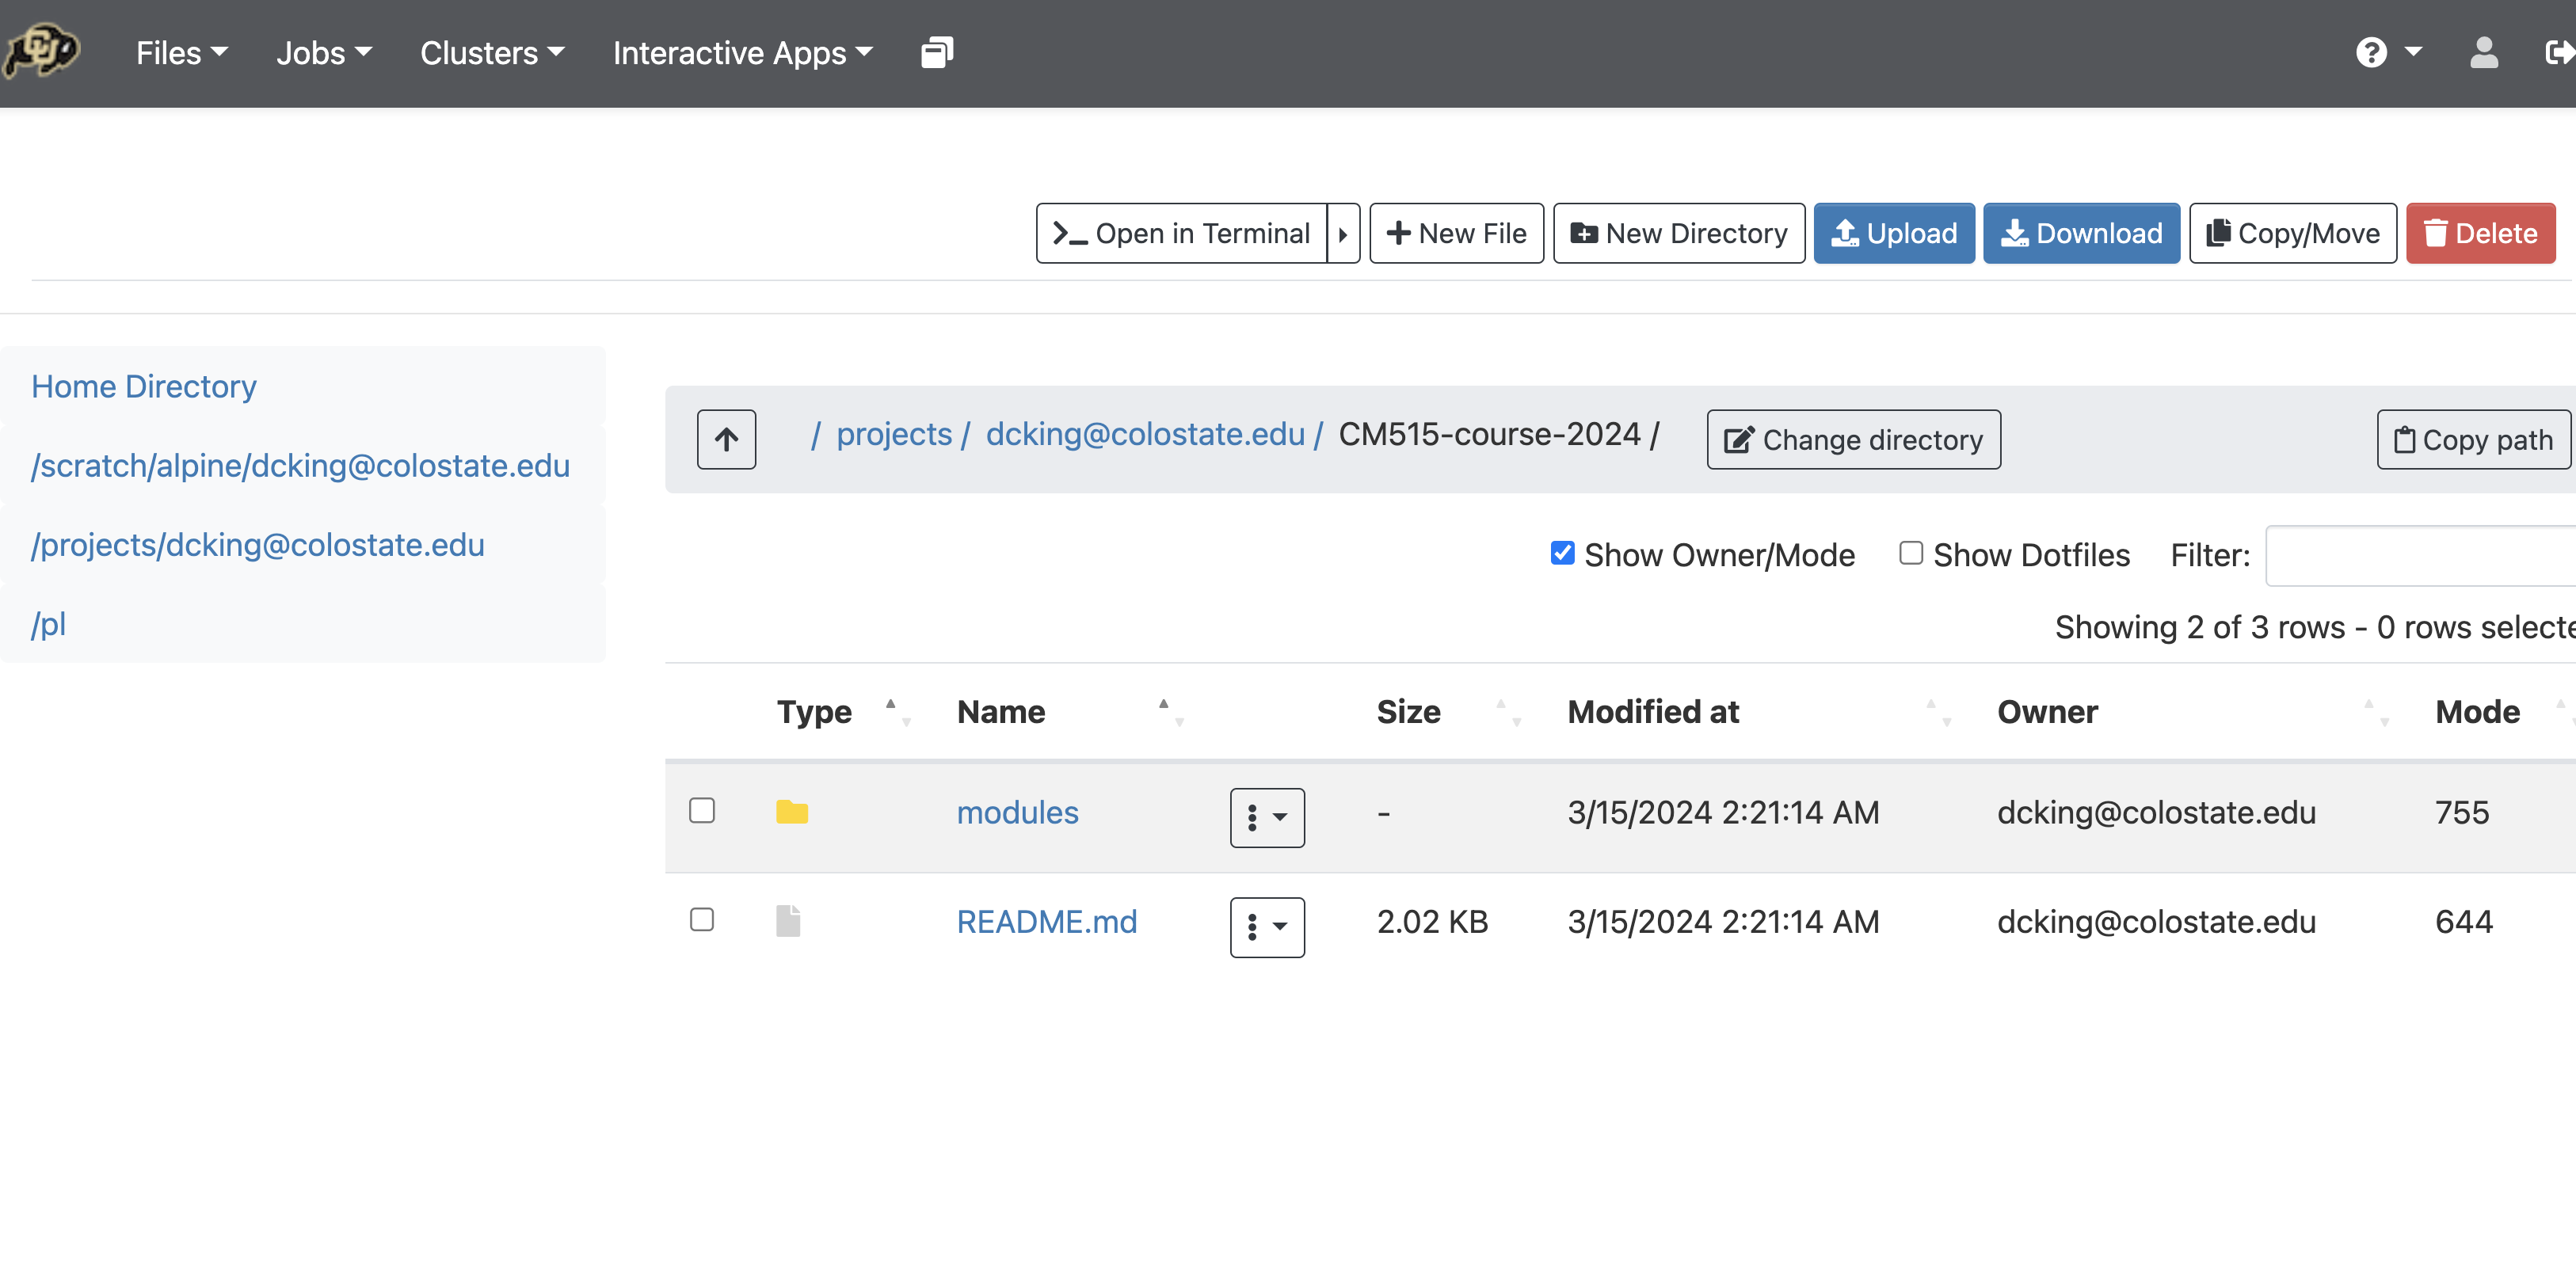 CU
Files Jobs Clusters Interactive Apps
Open in Terminal New File New Directory Upload Download Copy/Move Delete
Home Directory
/scratch/alpine/dcking@colostate.edu
/projects/dcking@colostate.edu
/pl
/ projects / dcking@colostate.edu / CM515-course-2024 / Change directory Copy path
Show Owner/Mode Show Dotfiles Filter:
Showing 2 of 3 rows - 0 rows selecte
Type Name Size Modified at Owner Mode
modules - 3/15/2024 2:21:14 AM dcking@colostate.edu 755
README.md 2.02 KB 3/15/2024 2:21:14 AM dcking@colostate.edu 644